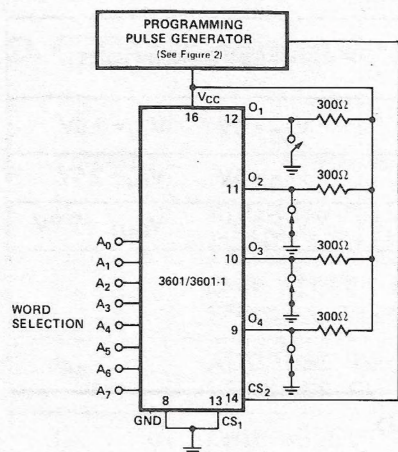 PROGRAMMING
PULSE GENERATOR
(See Figure 2)
VCC
16
12
O1
300Ω
11
O2
300Ω
10
O3
300Ω
9
O4
300Ω
3601/3601-1
WORD
SELECTION
A0
A1
A2
A3
A4
A5
A6
A7
CS2
14
GND
8
13
CS1